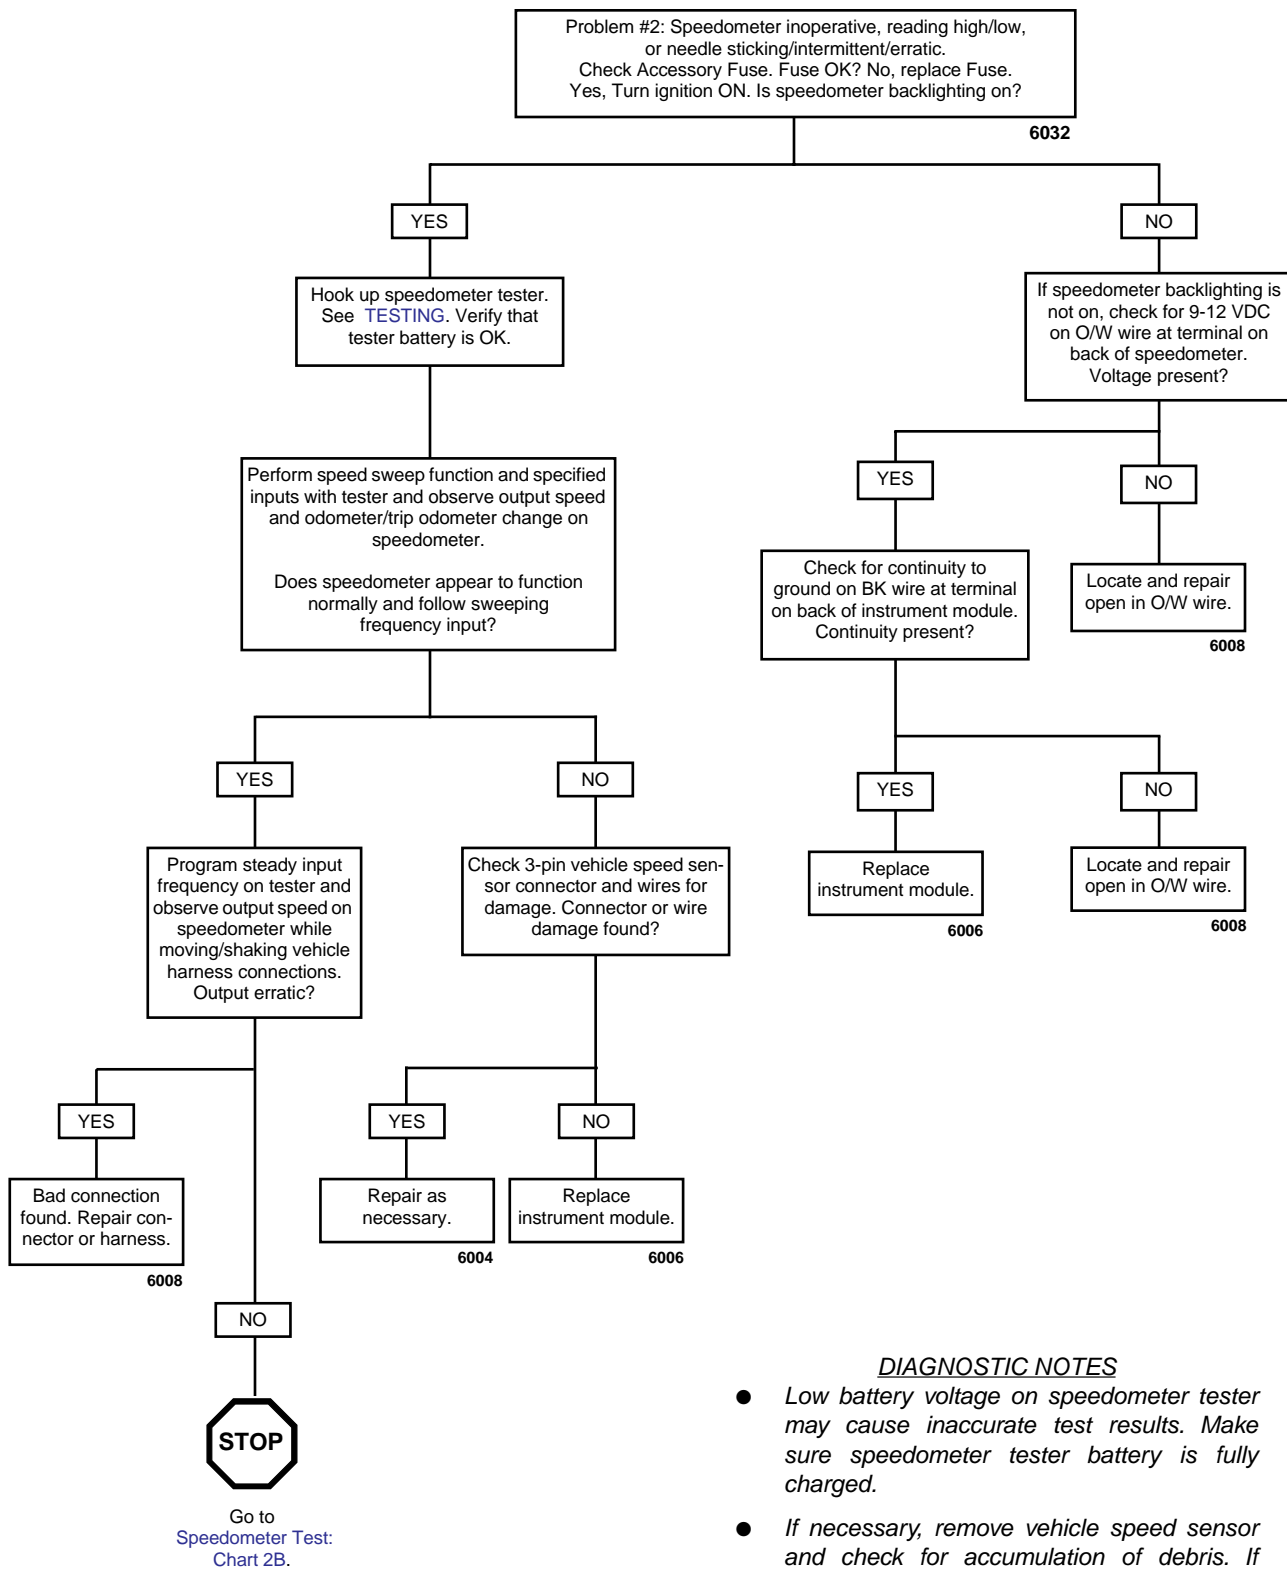 Problem #2: Speedometer inoperative, reading high/low,
or needle sticking/intermittent/erratic.
Check Accessory Fuse. Fuse OK? No, replace Fuse.
Yes, Turn ignition ON. Is speedometer backlighting on?
6032
YES
NO
Hook up speedometer tester.
See TESTING. Verify that
tester battery is OK.
If speedometer backlighting is
not on, check for 9-12 VDC
on O/W wire at terminal on
back of speedometer.
Voltage present?
Perform speed sweep function and specified
inputs with tester and observe output speed
and odometer/trip odometer change on
speedometer.
Does speedometer appear to function
normally and follow sweeping
frequency input?
YES
NO
Check for continuity to
ground on BK wire at terminal
on back of instrument module.
Continuity present?
Locate and repair
open in O/W wire.
6008
YES
NO
YES
NO
Program steady input
frequency on tester and
observe output speed on
speedometer while
moving/shaking vehicle
harness connections.
Output erratic?
Check 3-pin vehicle speed sen-
sor connector and wires for
damage. Connector or wire
damage found?
Replace
instrument module.
6006
Locate and repair
open in O/W wire.
6008
YES
YES
NO
Bad connection
found. Repair con-
nector or harness.
6008
Repair as
necessary.
6004
Replace
instrument module.
6006
NO
STOP
Go to
Speedometer Test:
Chart 2B.
DIAGNOSTIC NOTES
● Low battery voltage on speedometer tester
may cause inaccurate test results. Make
sure speedometer tester battery is fully
charged.
● If necessary, remove vehicle speed sensor
and check for accumulation of debris. If